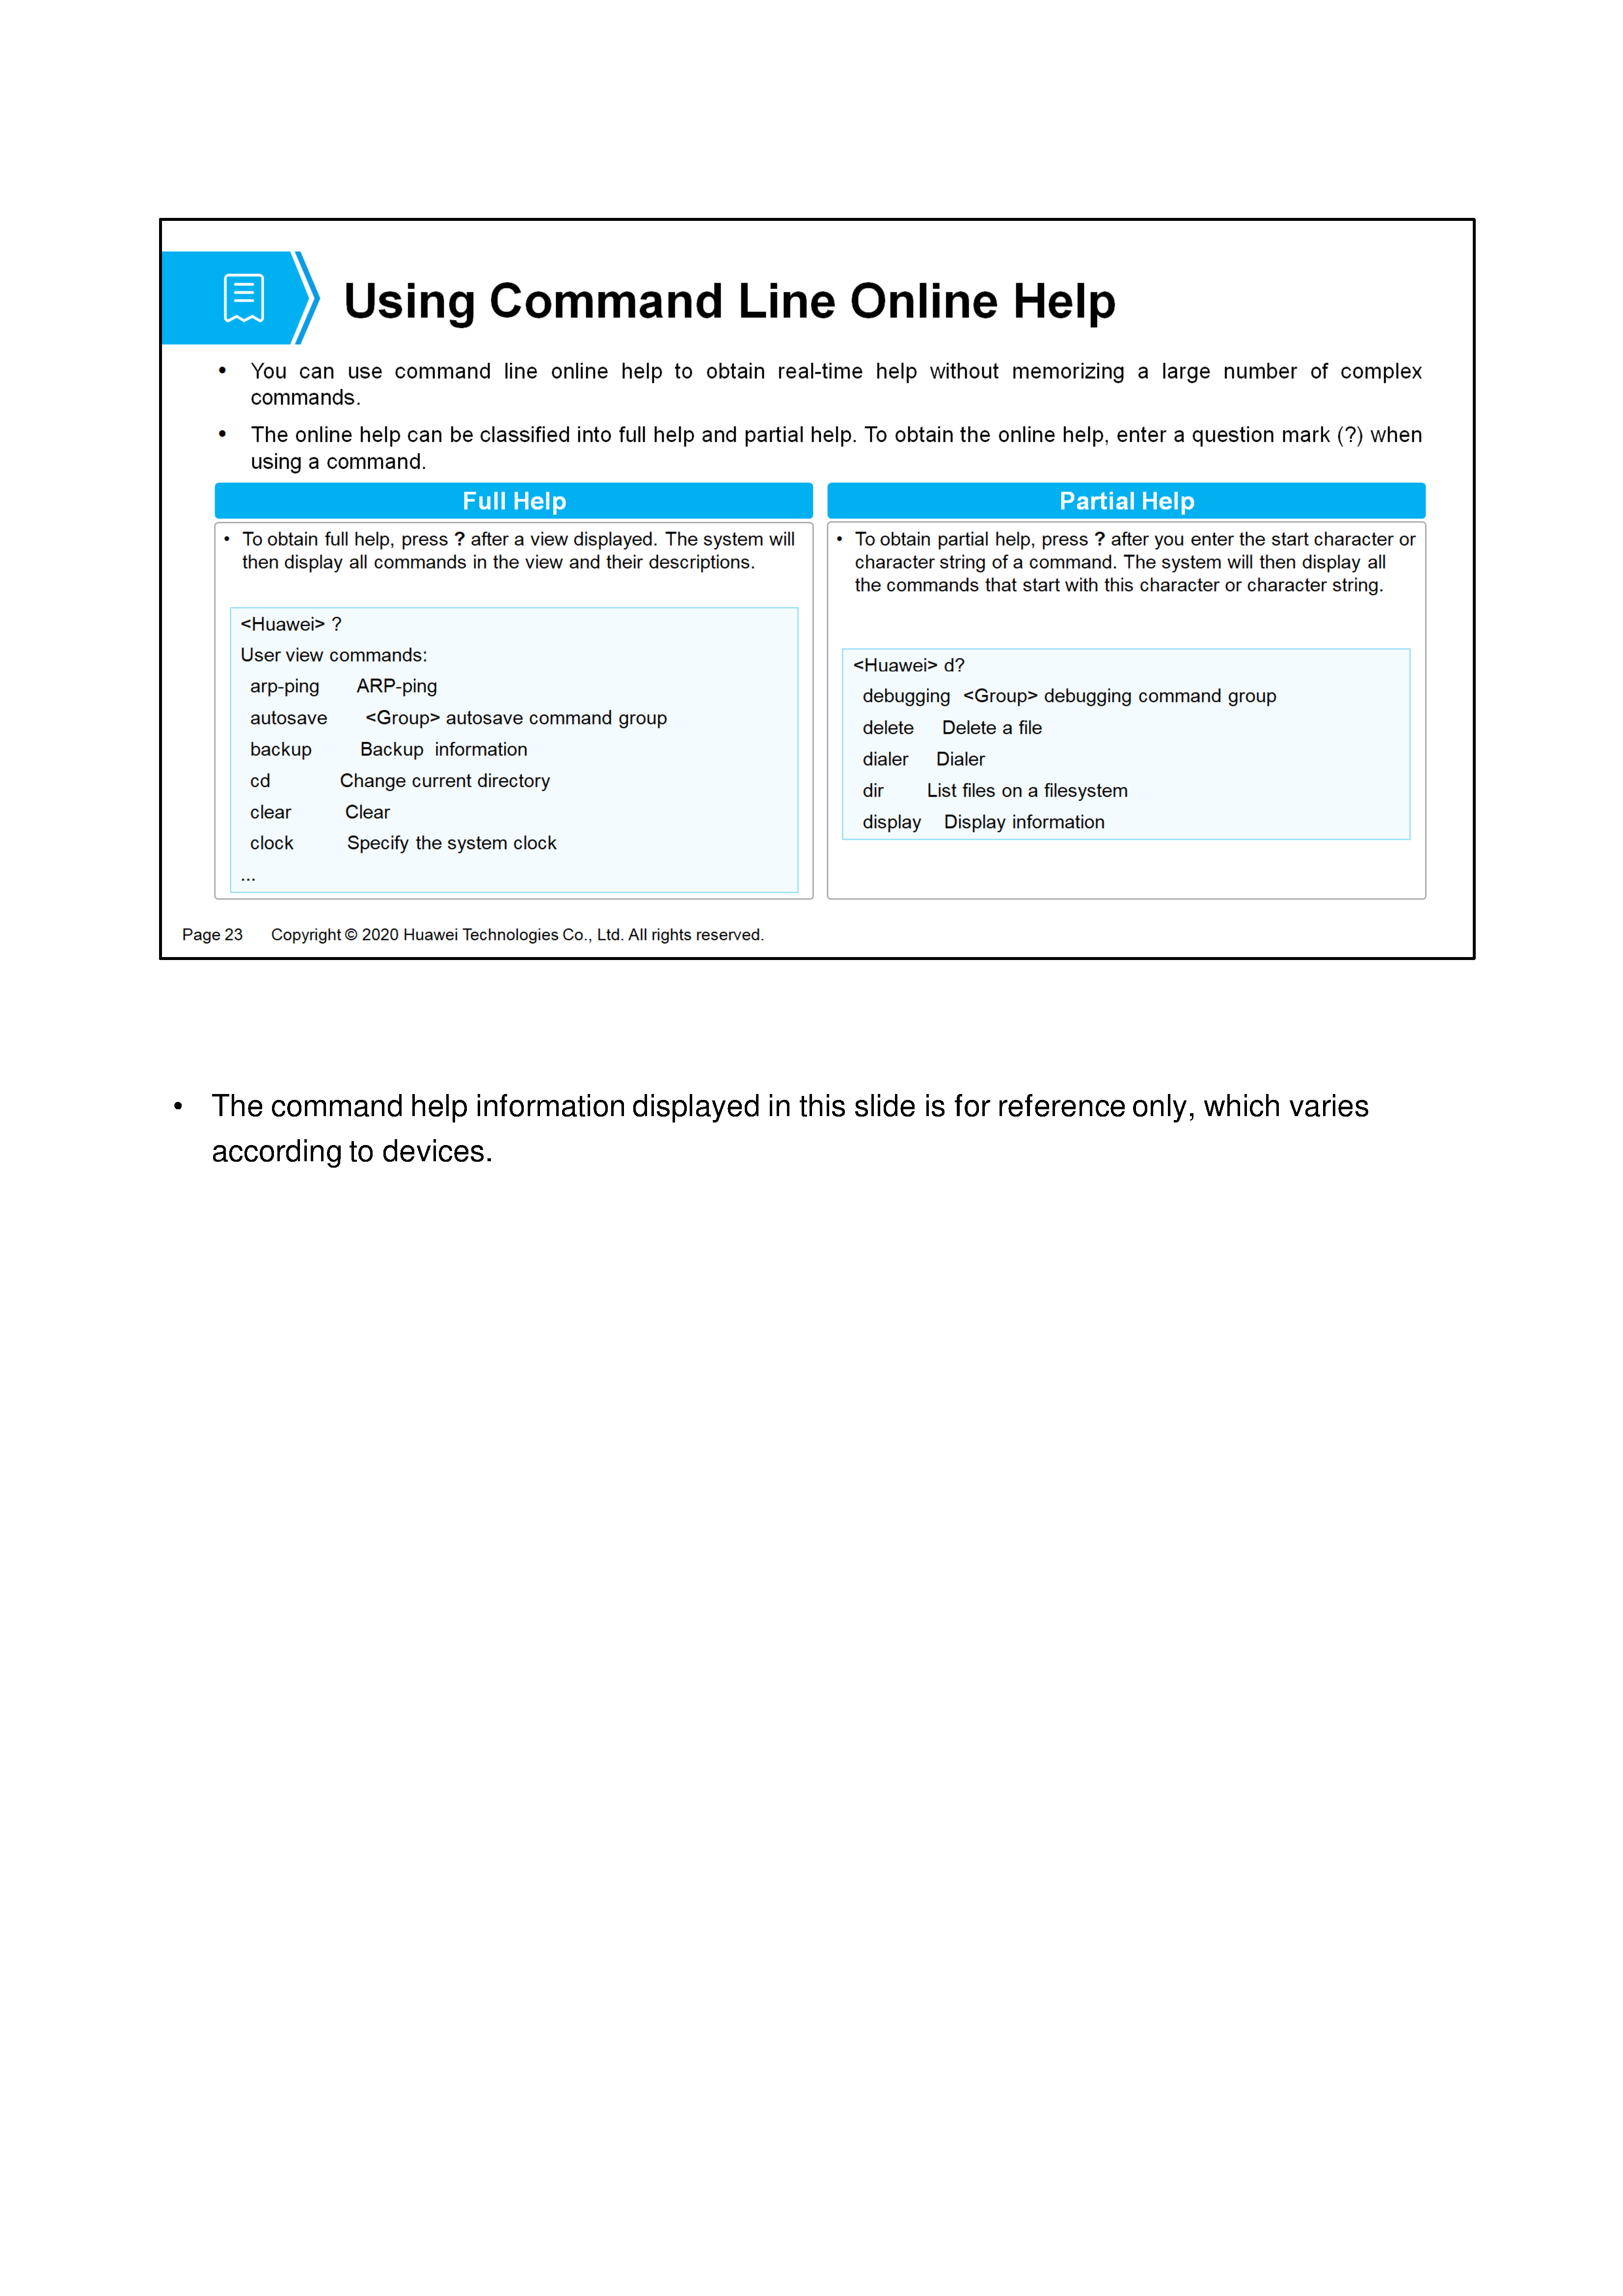 Using Command Line Online Help
• You can use command line online help to obtain real-time help without memorizing a large number of complex
commands.
• The online help can be classified into full help and partial help. To obtain the online help, enter a question mark (?) when
using a command.
Full Help
• To obtain full help, press ? after a view displayed. The system will
then display all commands in the view and their descriptions.
<Huawei> ?
User view commands:
arp-ping ARP-ping
autosave <Group> autosave command group
backup Backup information
cd Change current directory
clear Clear
clock Specify the system clock
...
Partial Help
• To obtain partial help, press ? after you enter the start character or
character string of a command. The system will then display all
the commands that start with this character or character string.
<Huawei> d?
debugging <Group> debugging command group
delete Delete a file
dialer Dialer
dir List files on a filesystem
display Display information
Page 23 Copyright © 2020 Huawei Technologies Co., Ltd. All rights reserved.
• The command help information displayed in this slide is for reference only, which varies
according to devices.